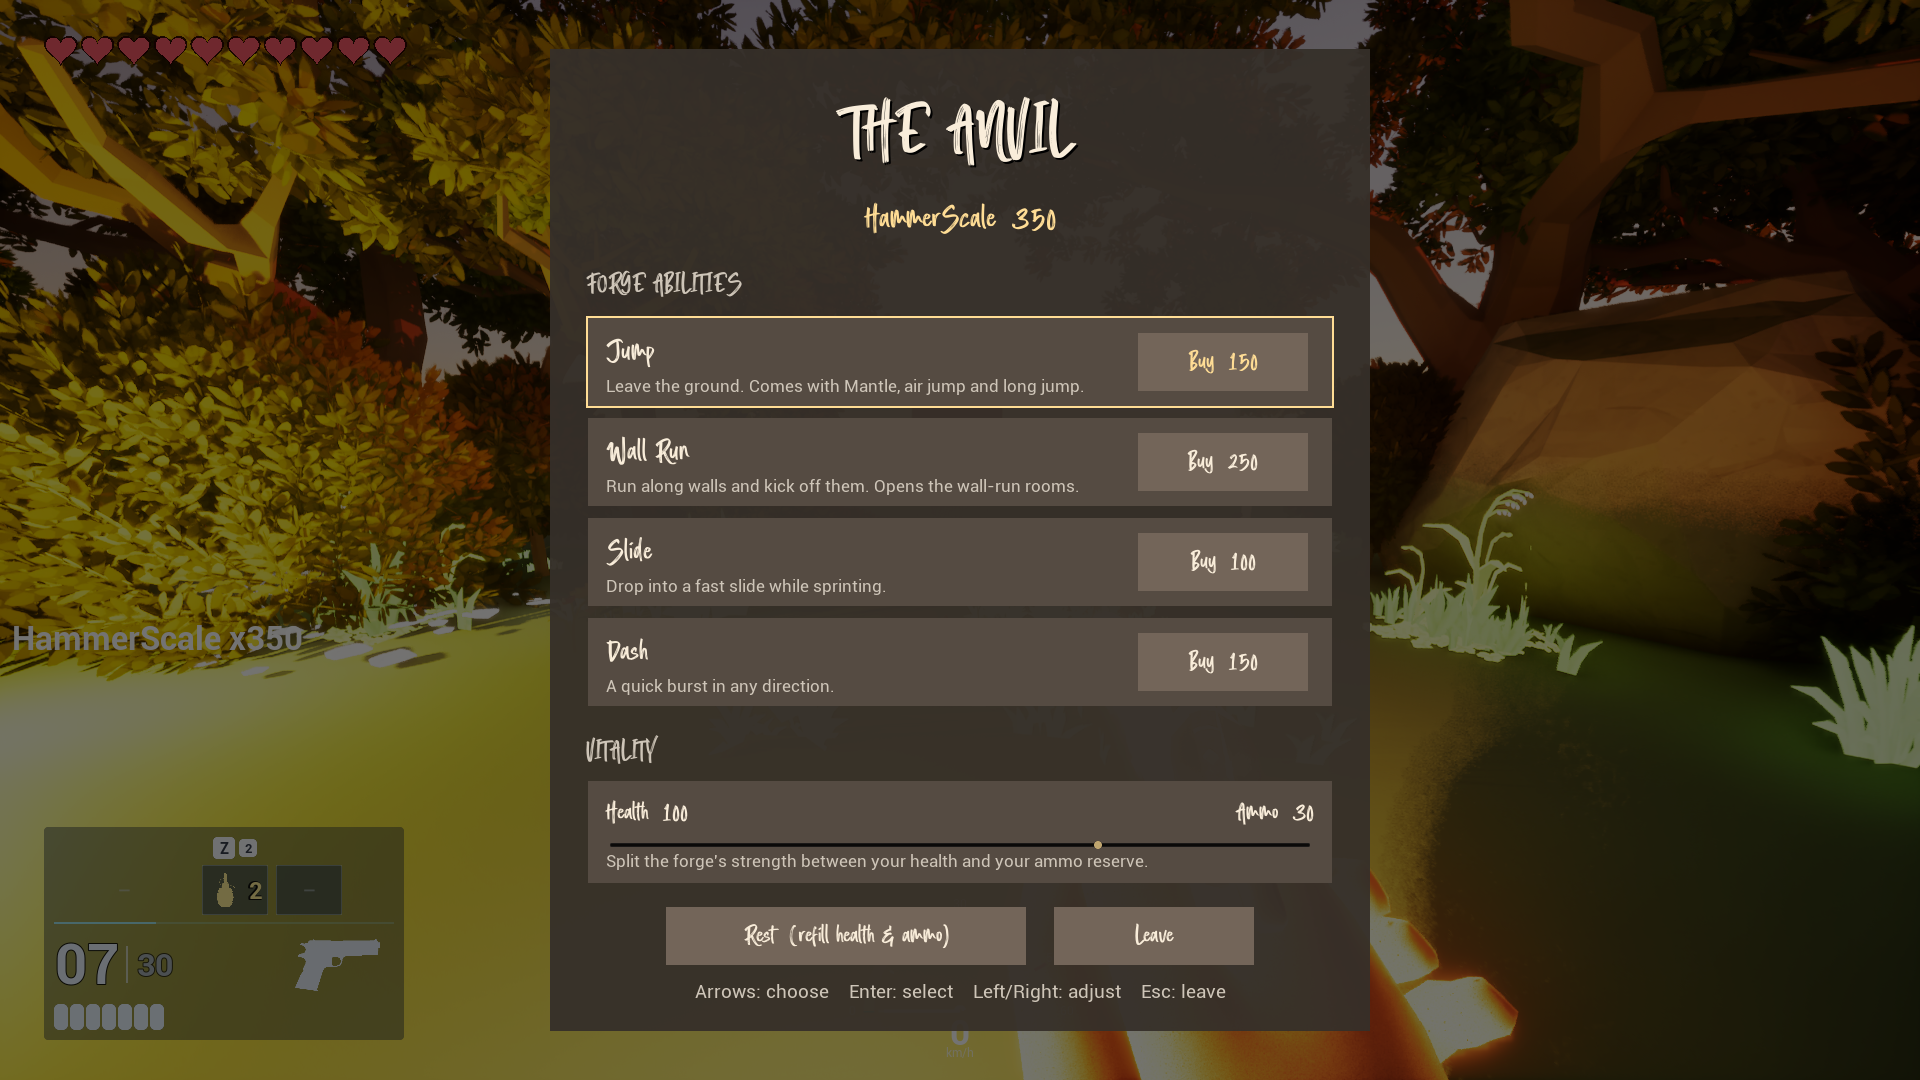 THE ANVIL
HammerScale 350
FORGE ABILITIES
Jump
Leave the ground. Comes with Mantle, air jump and long jump.
Buy 150
Wall Run
Run along walls and kick off them. Opens the wall-run rooms.
Buy 250
Slide
Drop into a fast slide while sprinting.
Buy 100
HammerScale x350
Dash
A quick burst in any direction.
Buy 150
VITALITY
Health 100
Ammo 30
Split the forge's strength between your health and your ammo reserve.
Z 2
2
07 30
Rest (refill health & ammo)
Leave
Arrows: choose Enter: select Left/Right: adjust Esc: leave
0
km/h